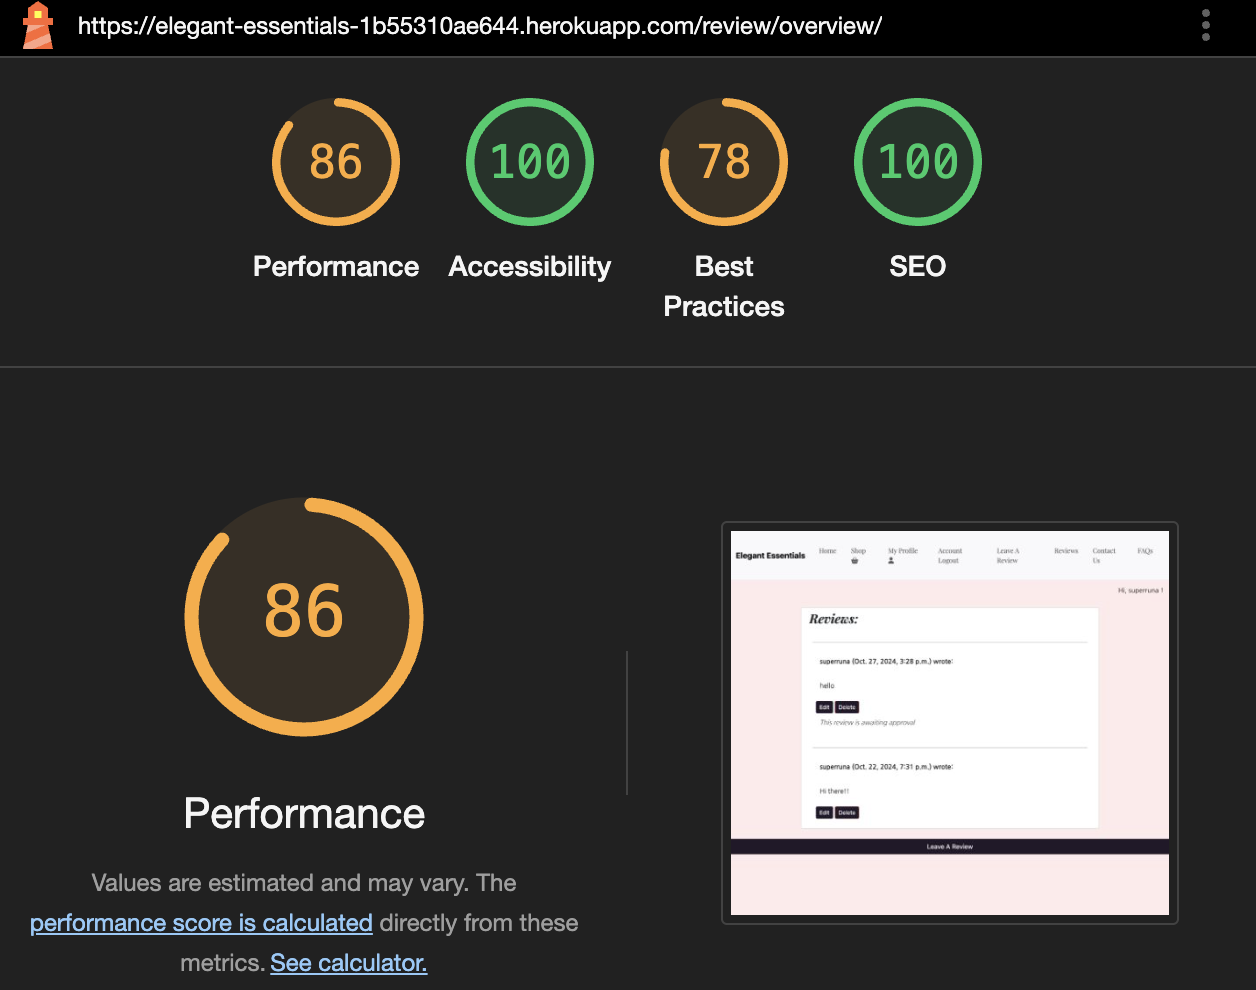 https://elegant-essentials-1b55310ae644.herokuapp.com/review/overview/
86
100
78
100
Performance
Accessibility
Best
Practices
SEO
86
Performance
Values are estimated and may vary. The
performance score is calculated directly from these
metrics. See calculator.
Elegant Essentials
Home
Shop
My Profile
Account
Logout
Leave A
Review
Reviews
Contact
Us
FAQs
Hi, superruna !
Reviews:
superruna (Oct. 27, 2024, 3:28 p.m.) wrote:
hello
Edit Delete
This review is awaiting approval
superruna (Oct. 22, 2024, 7:31 p.m.) wrote:
Hi there!!
Edit Delete
Leave A Review